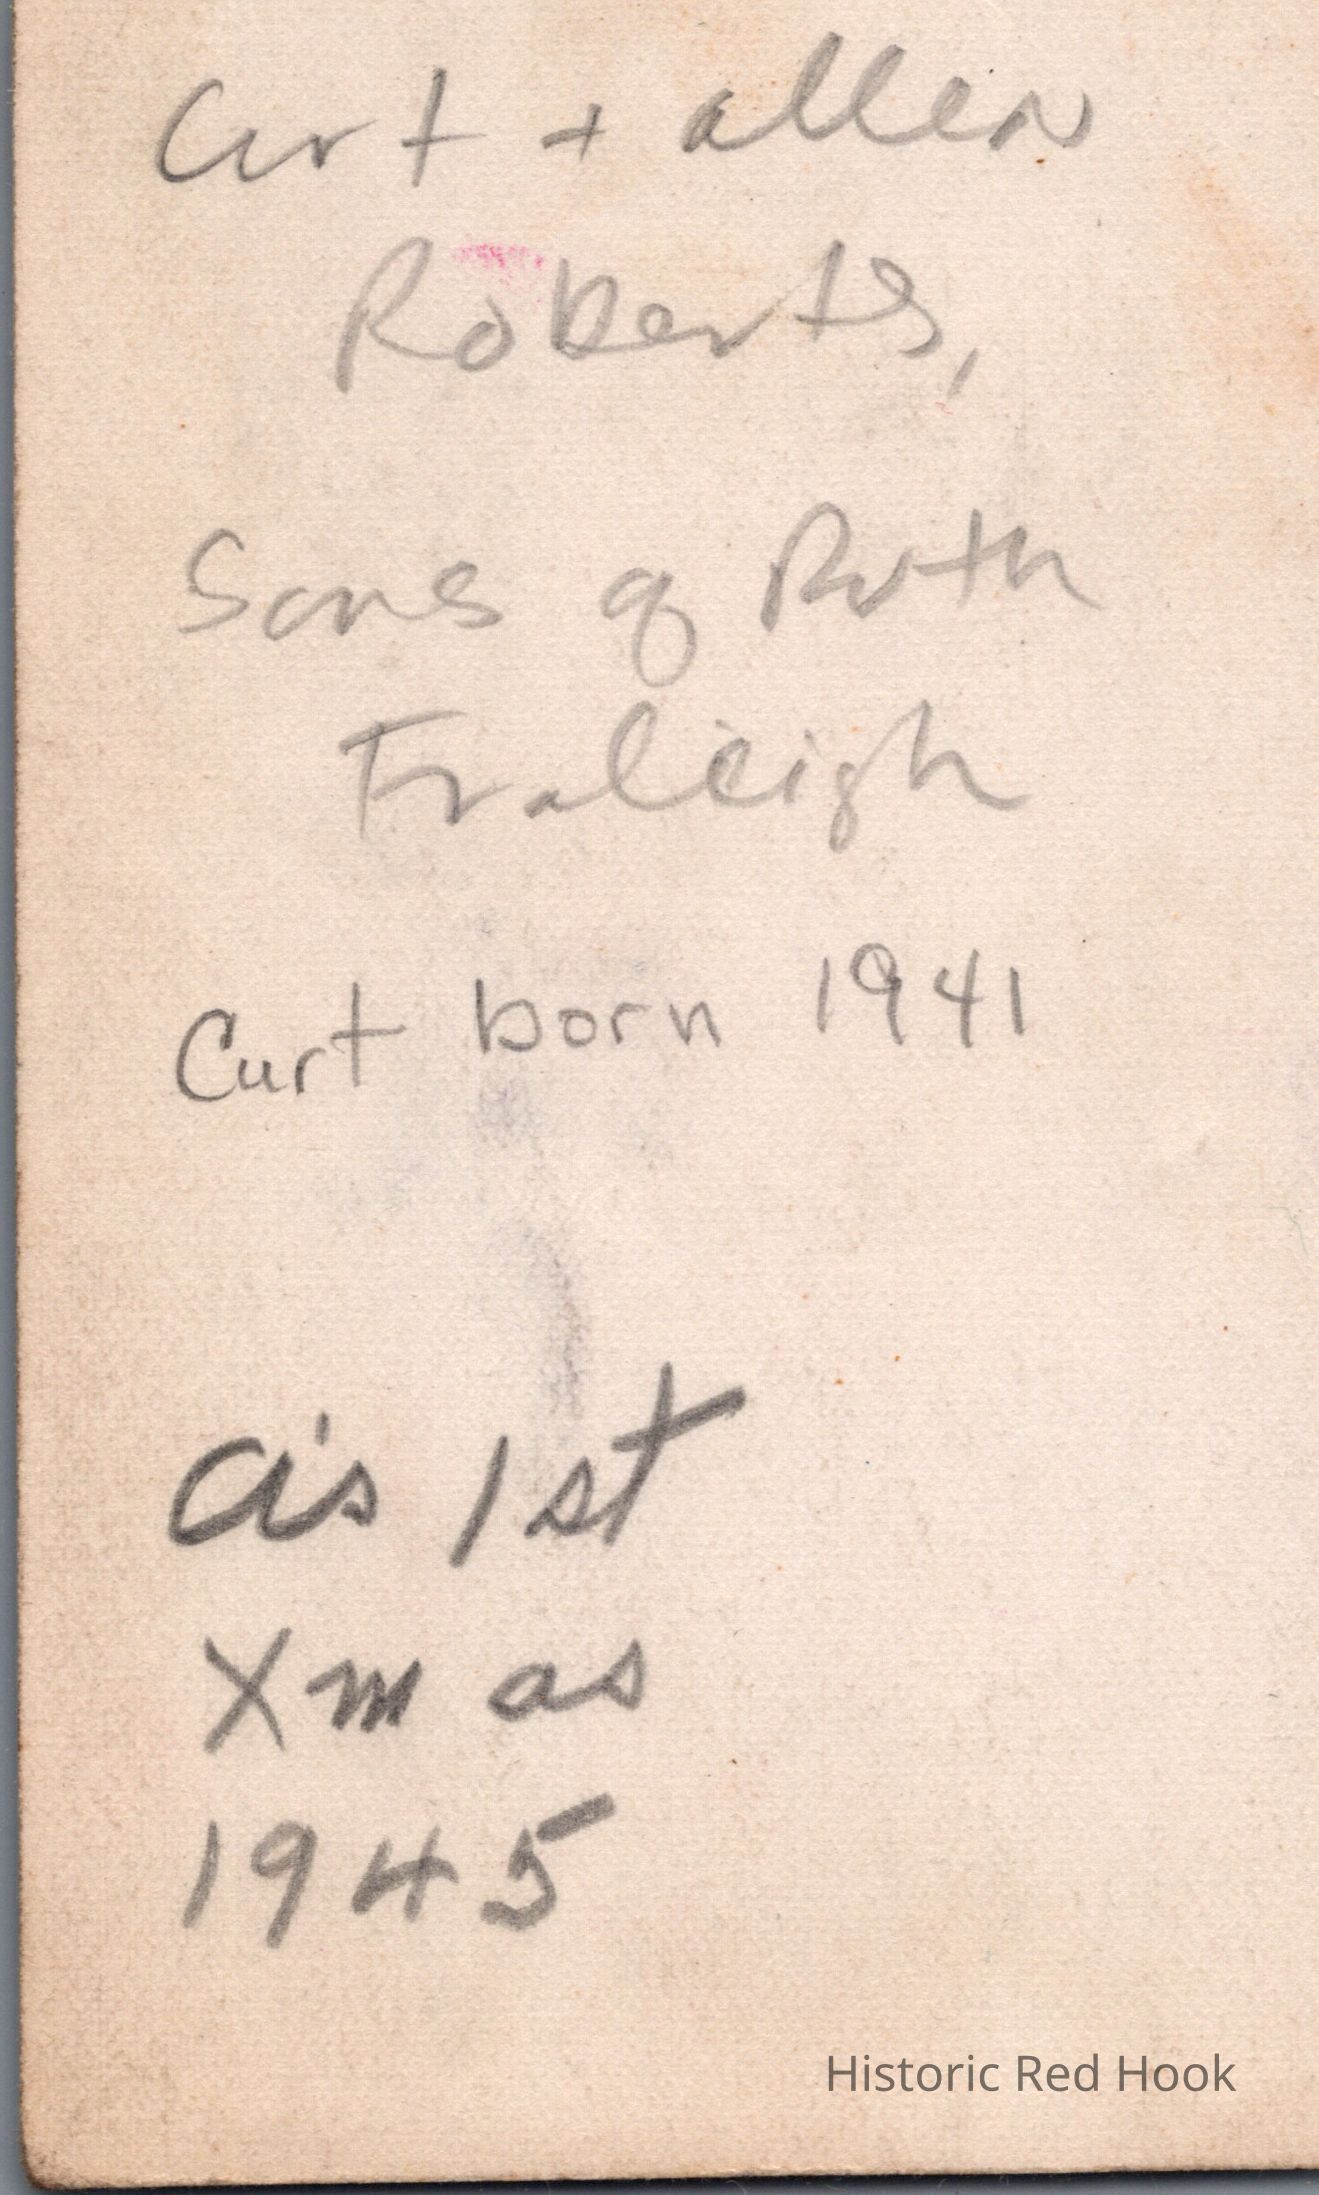 Curt + allen
Roberts,
Sons of Ruth
Fraleigh
Curt born 1941
a's 1st
Xmas
1945
Historic Red Hook